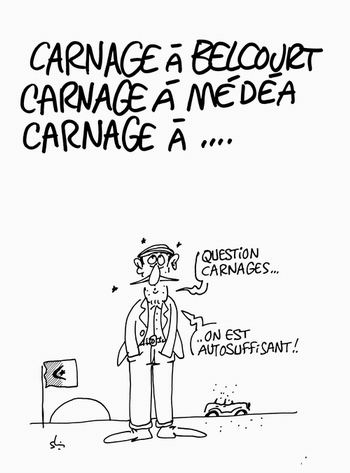 CARNAGE à BELCOURT
CARNAGE À MÉDÉA
CARNAGE À ....
QUESTION
CARNAGES...
..ON EST
AUTOSUFFISANT!.